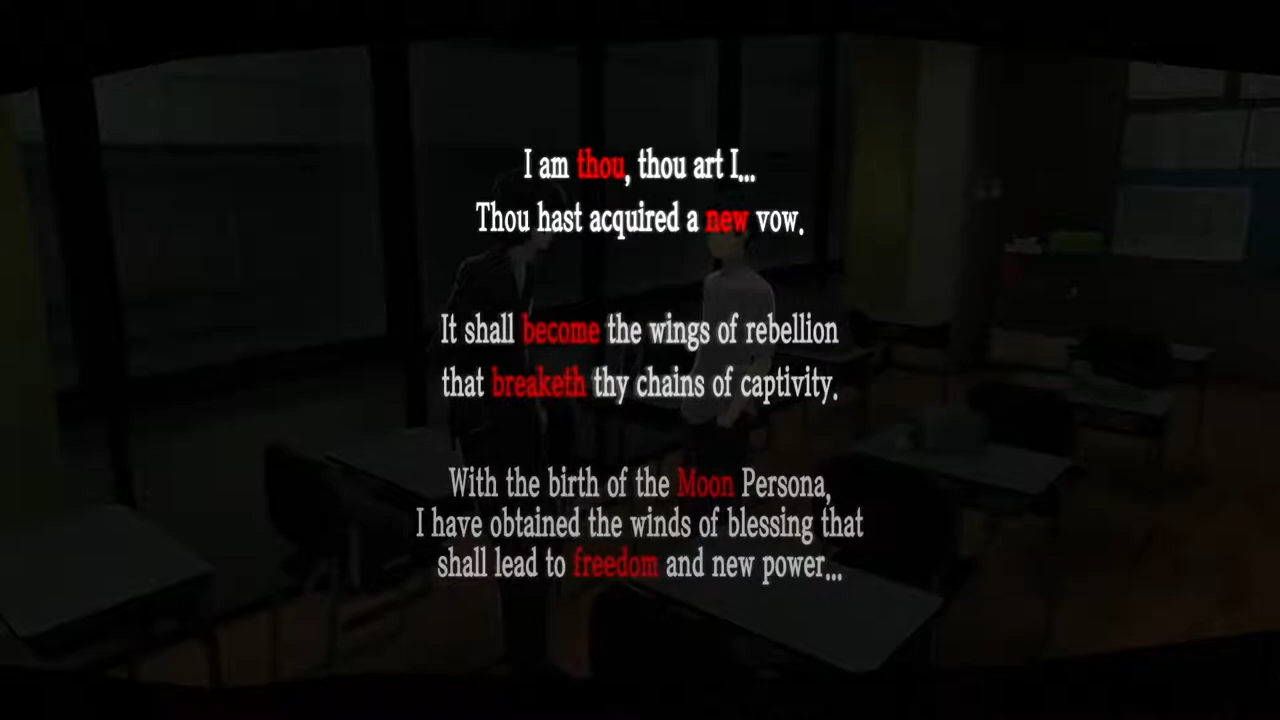 I am thou, thou art I...
Thou hast acquired a new vow.
It shall become the wings of rebellion
that breaketh thy chains of captivity.
With the birth of the Moon Persona,
I have obtained the winds of blessing that
shall lead to freedom and new power...